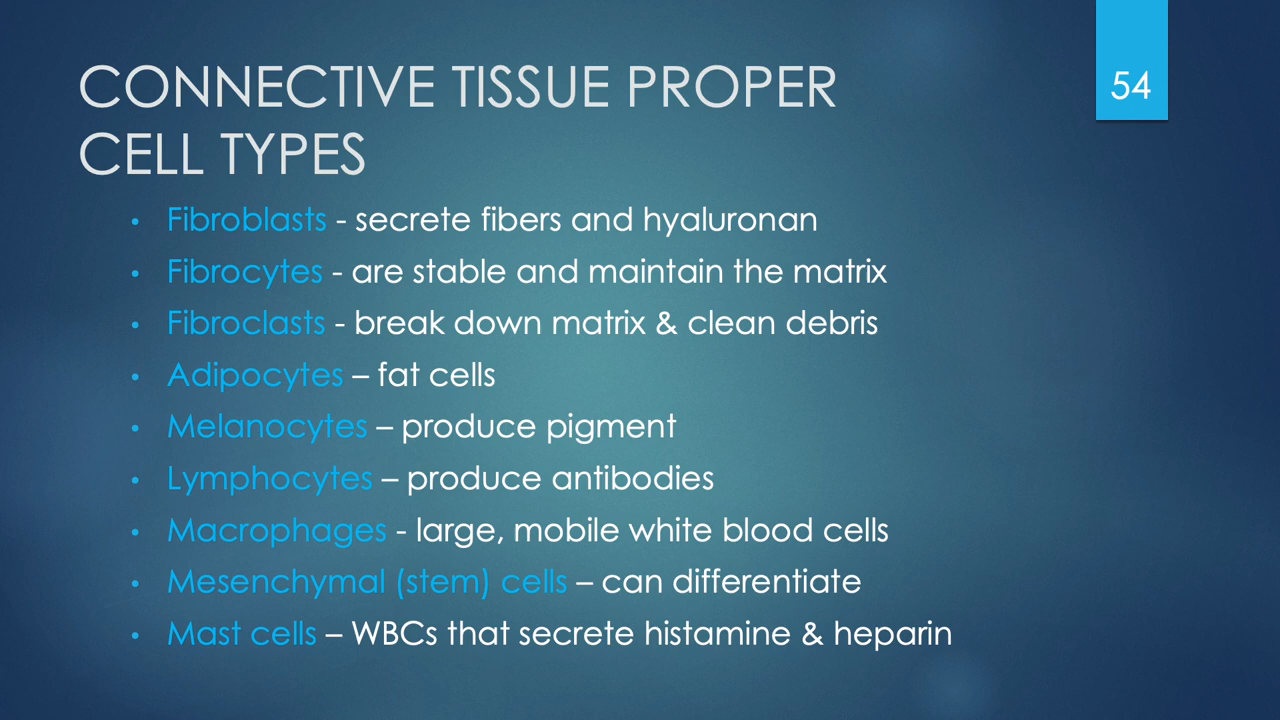 CONNECTIVE TISSUE PROPER
CELL TYPES
54
• Fibroblasts - secrete fibers and hyaluronan
• Fibrocytes - are stable and maintain the matrix
• Fibroclasts - break down matrix & clean debris
• Adipocytes – fat cells
• Melanocytes – produce pigment
• Lymphocytes – produce antibodies
• Macrophages - large, mobile white blood cells
• Mesenchymal (stem) cells – can differentiate
• Mast cells – WBCs that secrete histamine & heparin